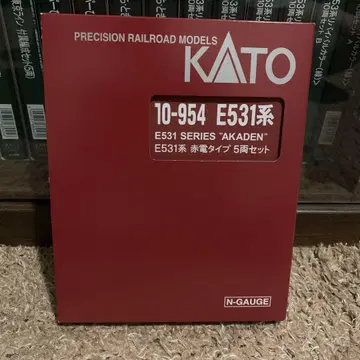 PRECISION RAILROAD MODELS
KATO
10-954 E531系
E531 SERIES "AKADEN"
E531系 赤電タイプ 5両セット
N-GAUGE